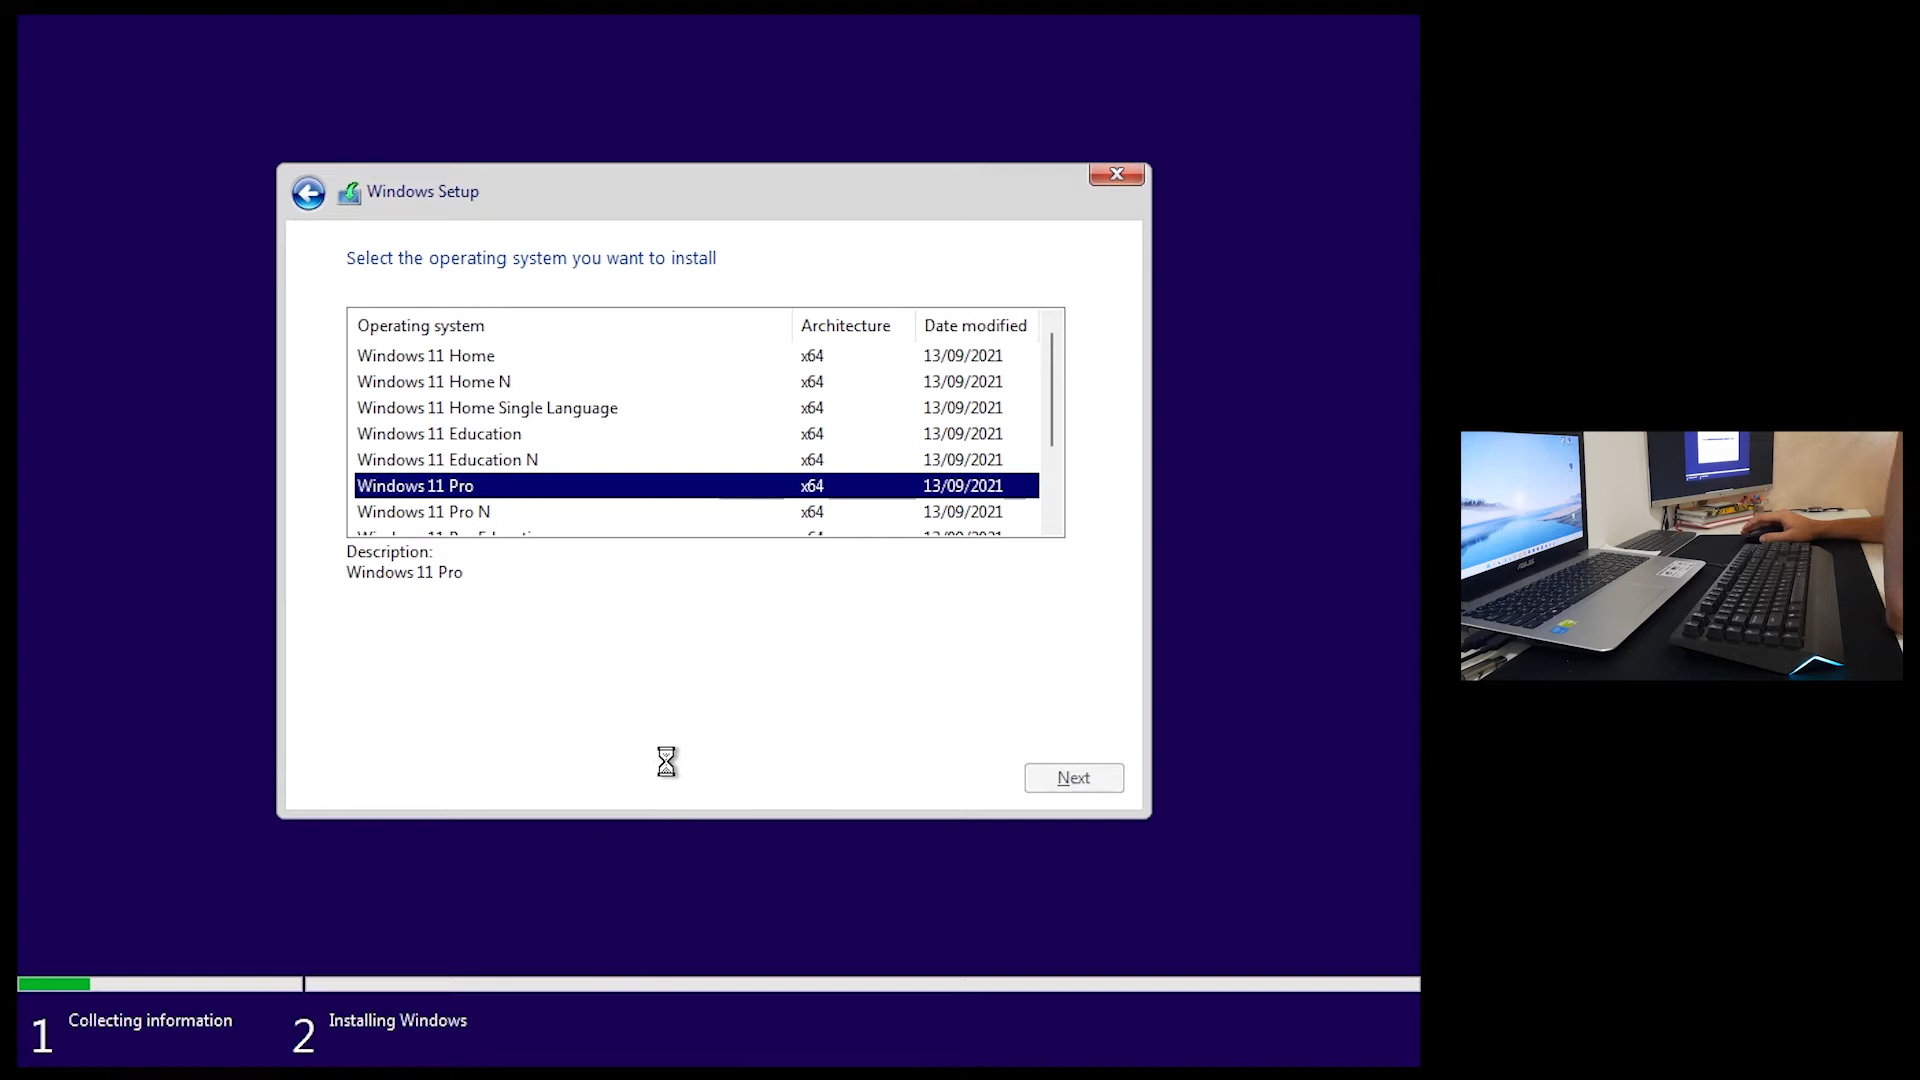 Windows Setup
Select the operating system you want to install
Operating system Architecture Date modified
Windows 11 Home x64 13/09/2021
Windows 11 Home N x64 13/09/2021
Windows 11 Home Single Language x64 13/09/2021
Windows 11 Education x64 13/09/2021
Windows 11 Education N x64 13/09/2021
Windows 11 Pro x64 13/09/2021
Windows 11 Pro N x64 13/09/2021
Description:
Windows 11 Pro
Next
1 Collecting information
2 Installing Windows
ASUS